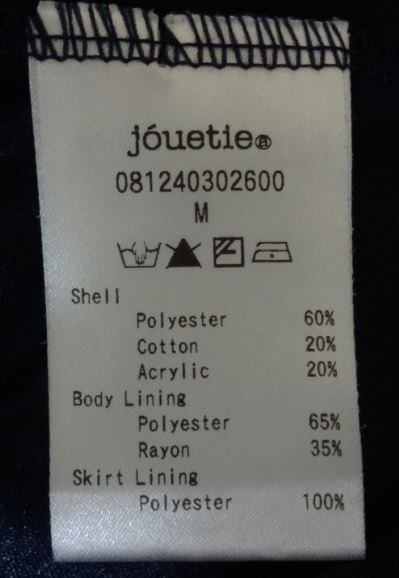 jóuetie®
081240302600
M
Shell
Polyester 60%
Cotton 20%
Acrylic 20%
Body Lining
Polyester 65%
Rayon 35%
Skirt Lining
Polyester 100%